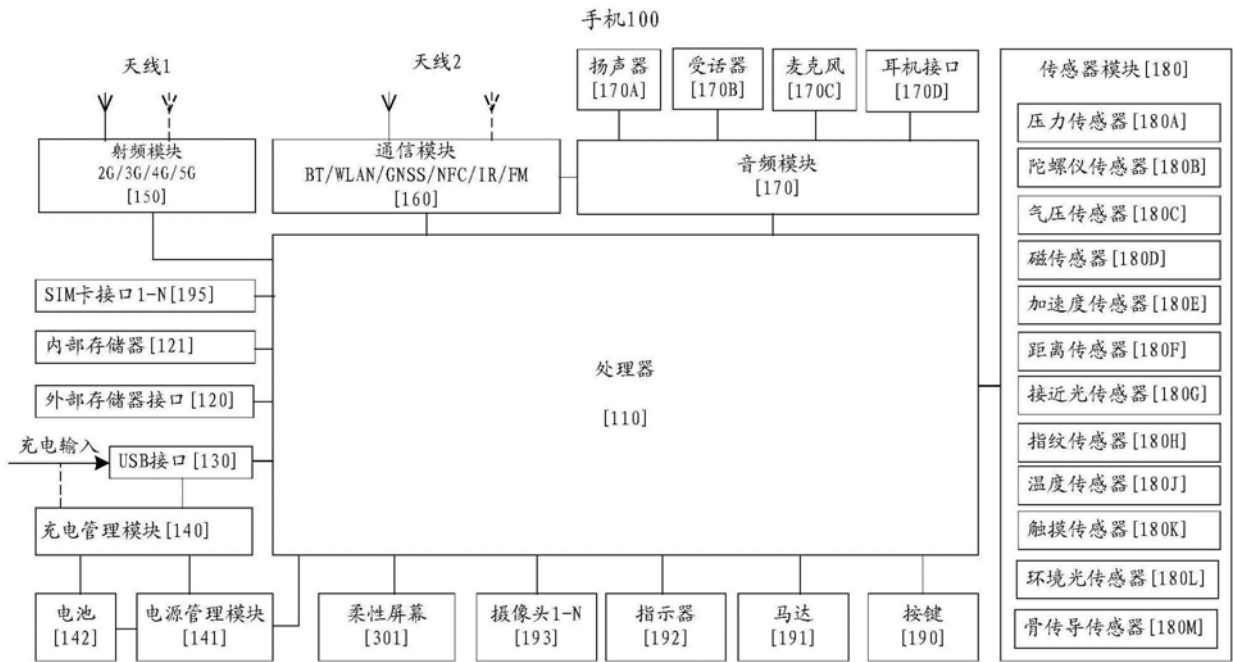 手机100
天线1
天线2
扬声器
[170A]
受话器
[170B]
麦克风
[170C]
耳机接口
[170D]
传感器模块[180]
射频模块
2G/3G/4G/5G
[150]
通信模块
BT/WLAN/GNSS/NFC/IR/FM
[160]
音频模块
[170]
压力传感器[180A]
陀螺仪传感器[180B]
气压传感器[180C]
磁传感器[180D]
加速度传感器[180E]
距离传感器[180F]
接近光传感器[180G]
指纹传感器[180H]
温度传感器[180J]
触摸传感器[180K]
环境光传感器[180L]
骨传导传感器[180M]
SIM卡接口1-N[195]
内部存储器[121]
外部存储器接口[120]
充电输入
USB接口[130]
充电管理模块[140]
处理器
[110]
电池
[142]
电源管理模块
[141]
柔性屏幕
[301]
摄像头1-N
[193]
指示器
[192]
马达
[191]
按键
[190]